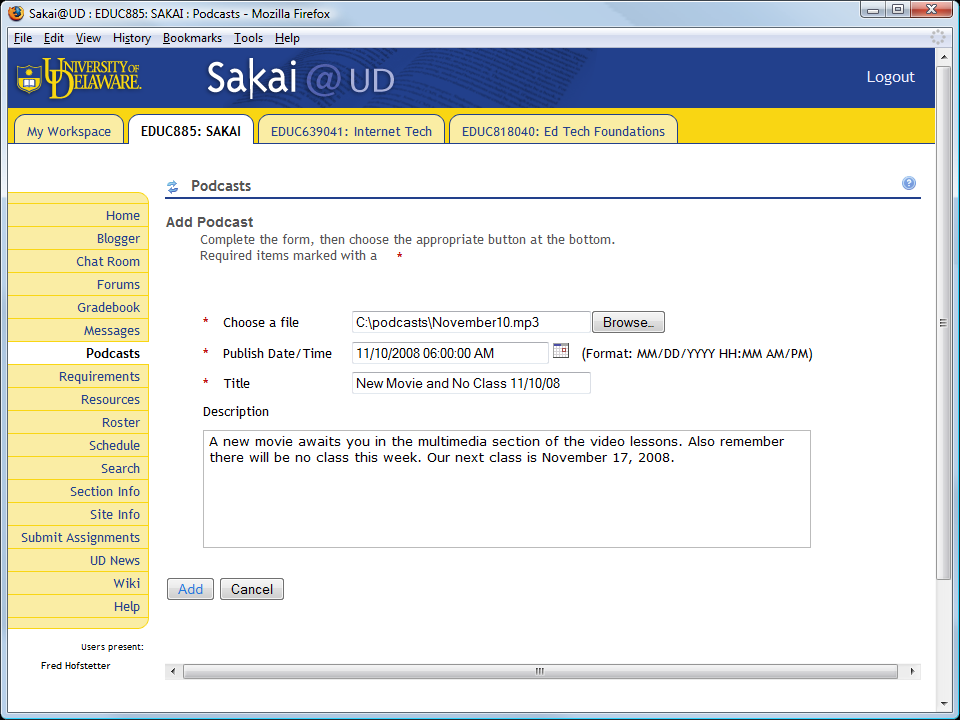 Sakai@UD : EDUC885: SAKAI : Podcasts - Mozilla Firefox
File Edit View History Bookmarks Tools Help
UNIVERSITY OF DELAWARE. Sakai @ UD Logout
My Workspace EDUC885: SAKAI EDUC639041: Internet Tech EDUC818040: Ed Tech Foundations
Podcasts ?
Home
Blogger
Chat Room
Forums
Gradebook
Messages
Podcasts
Requirements
Resources
Roster
Schedule
Search
Section Info
Site Info
Submit Assignments
UD News
Wiki
Help
Users present:
Fred Hofstetter
Add Podcast
Complete the form, then choose the appropriate button at the bottom.
Required items marked with a *
* Choose a file C:\podcasts\November10.mp3 Browse...
* Publish Date/Time 11/10/2008 06:00:00 AM (Format: MM/DD/YYYY HH:MM AM/PM)
* Title New Movie and No Class 11/10/08
Description
A new movie awaits you in the multimedia section of the video lessons. Also remember
there will be no class this week. Our next class is November 17, 2008.
Add Cancel